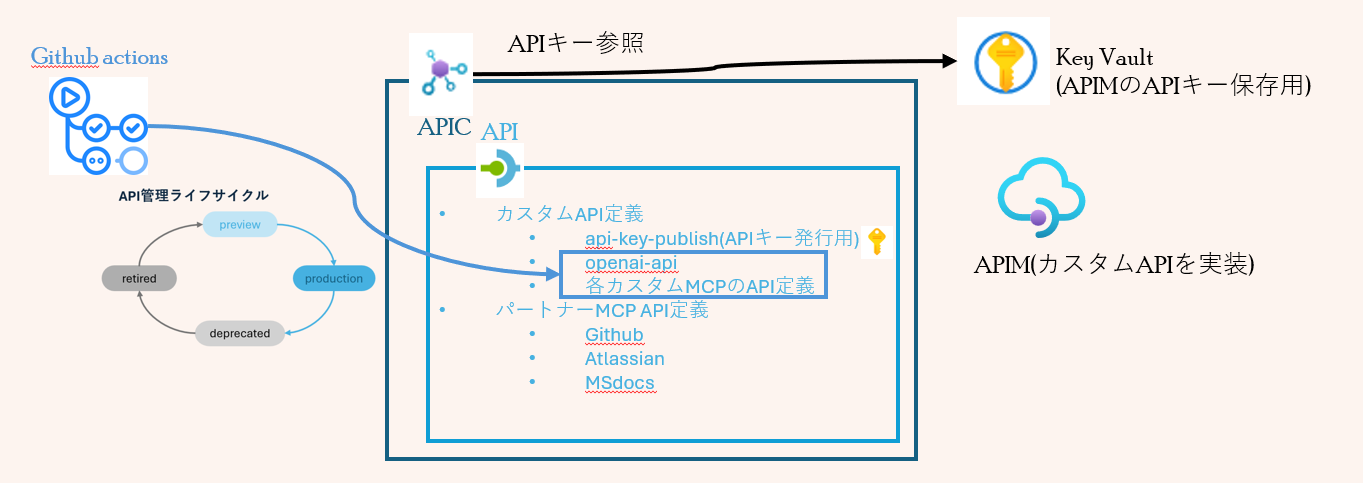 Github actions
APIキー参照
Key Vault
(APIMのAPIキー保存用)
APIC
API
API管理ライフサイクル
preview
production
deprecated
retired
• カスタムAPI定義
• api-key-publish(APIキー発行用)
• openai-api
• 各カスタムMCPのAPI定義
• パートナーMCP API定義
• Github
• Atlassian
• MSdocs
APIM(カスタムAPIを実装)